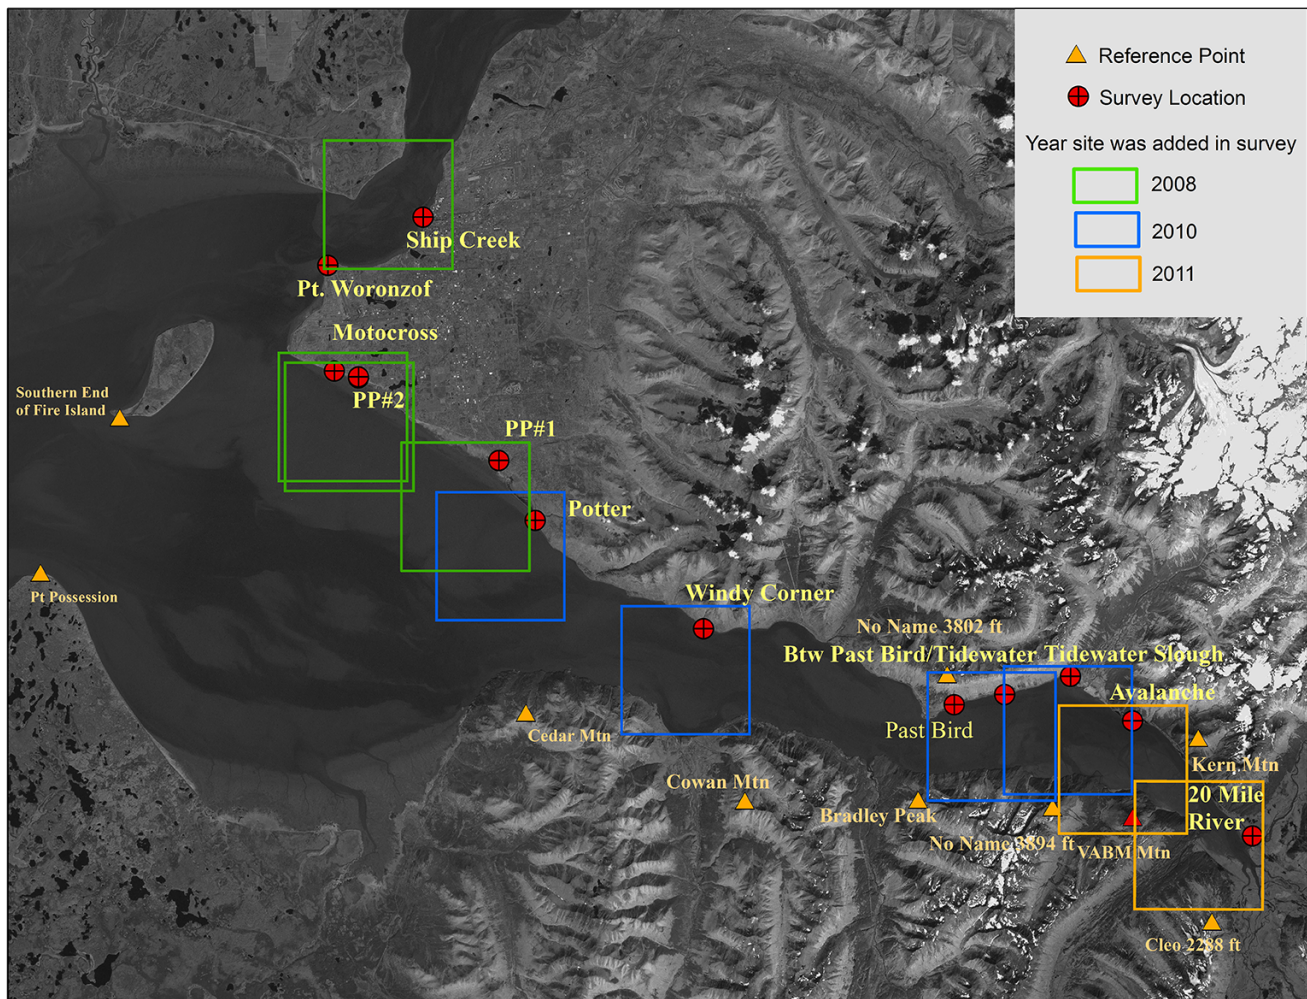 Reference Point
Survey Location
Year site was added in survey
2008
2010
2011
Ship Creek
Pt. Woronzof
Motocross
Southern End
of Fire Island
PP#2
PP#1
Potter
Pt Possession
Windy Corner
No Name 3802 ft
Btw Past Bird/Tidewater Tidewater Slough
Avalanche
Past Bird
Cedar Mtn
Kern Mtn
Cowan Mtn
20 Mile
River
Bradley Peak
No Name 3894 ft
VABM Mtn
Cleo 2288 ft